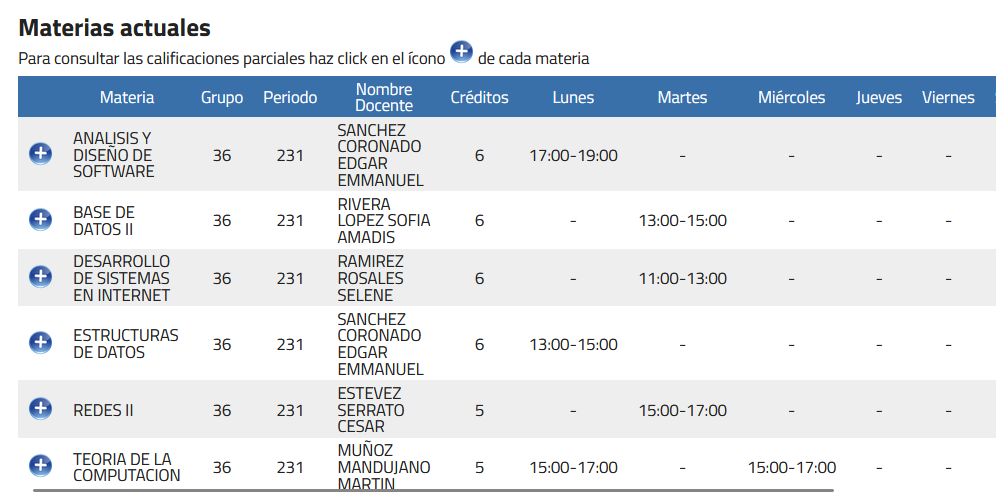 Materias actuales
Para consultar las calificaciones parciales haz click en el ícono de cada materia
Materia Grupo Periodo Nombre Docente Créditos Lunes Martes Miércoles Jueves Viernes
ANALISIS Y DISEÑO DE SOFTWARE 36 231 SANCHEZ CORONADO EDGAR EMMANUEL 6 17:00-19:00 - - - -
BASE DE DATOS II 36 231 RIVERA LOPEZ SOFIA AMADIS 6 - 13:00-15:00 - - -
DESARROLLO DE SISTEMAS EN INTERNET 36 231 RAMIREZ ROSALES SELENE 6 - 11:00-13:00 - - -
ESTRUCTURAS DE DATOS 36 231 SANCHEZ CORONADO EDGAR EMMANUEL 6 13:00-15:00 - - - -
REDES II 36 231 ESTEVEZ SERRATO CESAR 5 - 15:00-17:00 - - -
TEORIA DE LA COMPUTACION 36 231 MUÑOZ MANDUJANO MARTIN 5 15:00-17:00 - 15:00-17:00 - -